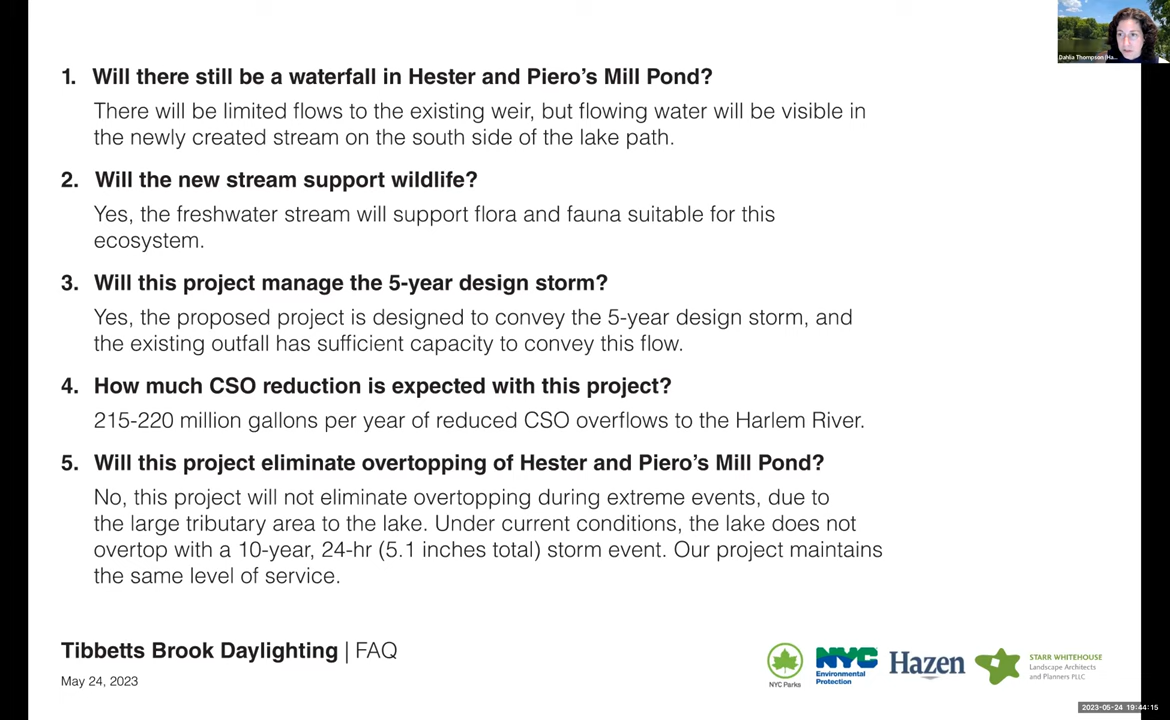 Dahlia Thompson (Ha...
1. Will there still be a waterfall in Hester and Piero's Mill Pond?
There will be limited flows to the existing weir, but flowing water will be visible in
the newly created stream on the south side of the lake path.
2. Will the new stream support wildlife?
Yes, the freshwater stream will support flora and fauna suitable for this
ecosystem.
3. Will this project manage the 5-year design storm?
Yes, the proposed project is designed to convey the 5-year design storm, and
the existing outfall has sufficient capacity to convey this flow.
4. How much CSO reduction is expected with this project?
215-220 million gallons per year of reduced CSO overflows to the Harlem River.
5. Will this project eliminate overtopping of Hester and Piero's Mill Pond?
No, this project will not eliminate overtopping during extreme events, due to
the large tributary area to the lake. Under current conditions, the lake does not
overtop with a 10-year, 24-hr (5.1 inches total) storm event. Our project maintains
the same level of service.
Tibbetts Brook Daylighting | FAQ
May 24, 2023
NYC Parks
NYC
Environmental
Protection
Hazen
STARR WHITEHOUSE
Landscape Architects
and Planners PLLC
2023-05-24 19:44:15